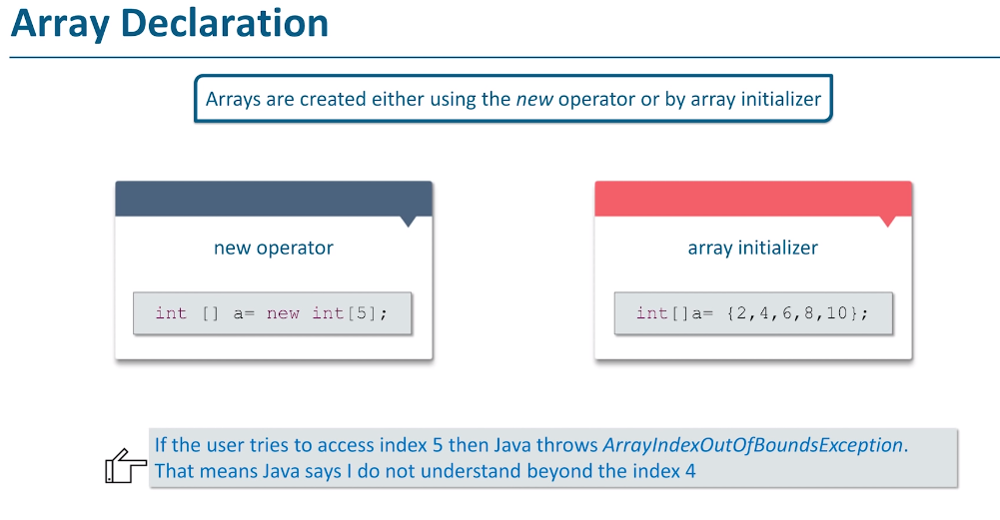 Array Declaration
Arrays are created either using the new operator or by array initializer
new operator
int [] a= new int[5];
array initializer
int[]a= {2,4,6,8,10};
If the user tries to access index 5 then Java throws ArrayIndexOutOfBoundsException.
That means Java says I do not understand beyond the index 4